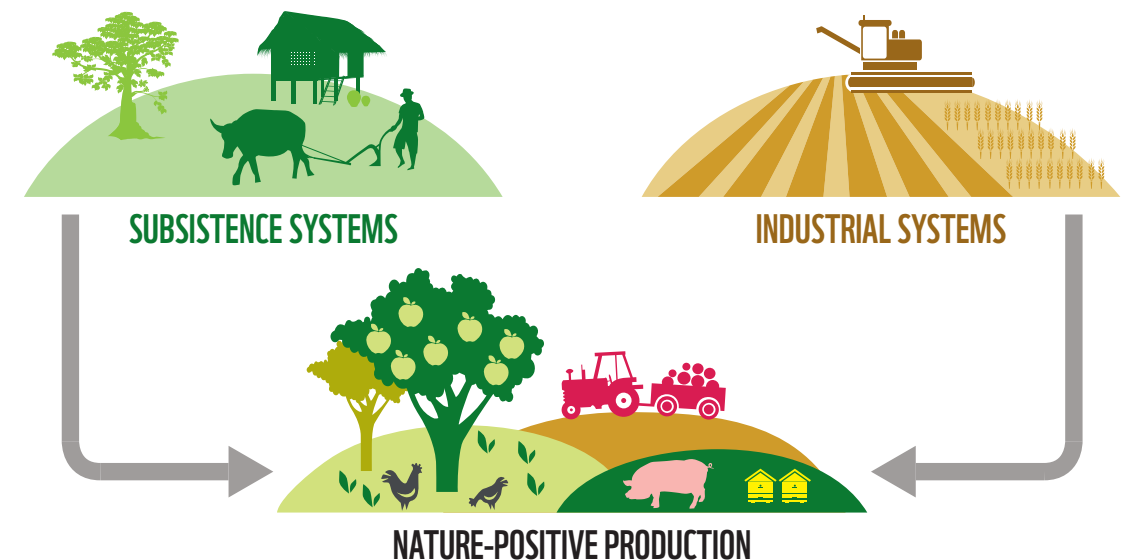 SUBSISTENCE SYSTEMS
INDUSTRIAL SYSTEMS
NATURE-POSITIVE PRODUCTION